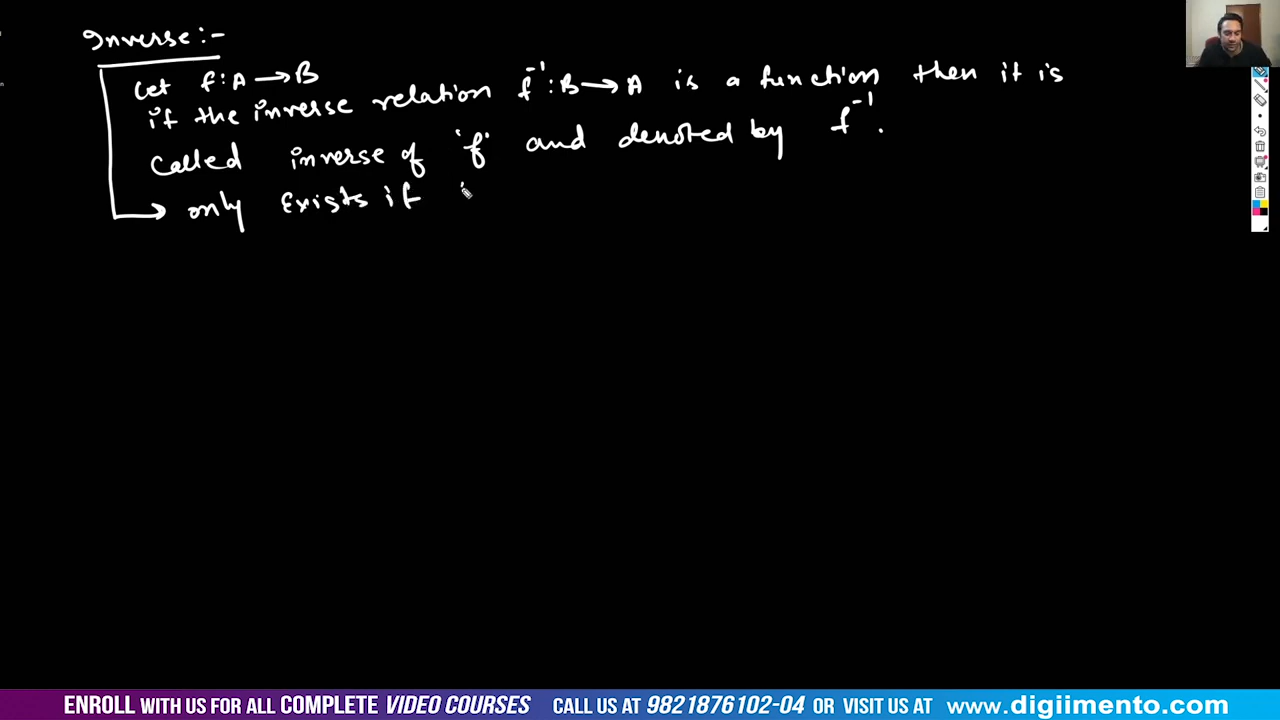 Inverse:-
Let f: A → B
if the inverse relation f⁻¹: B → A is a function then it is
called inverse of 'f' and denoted by f⁻¹.
→ only exists if '
ENROLL WITH US FOR ALL COMPLETE VIDEO COURSES CALL US AT 9821876102-04 OR VISIT US AT www.digiimento.com